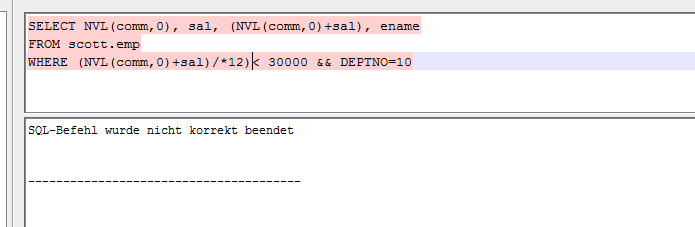 SELECT NVL(comm,0), sal, (NVL(comm,0)+sal), ename
FROM scott.emp
WHERE (NVL(comm,0)+sal)/*12)< 30000 && DEPTNO=10
SQL-Befehl wurde nicht korrekt beendet
---------------------------------------